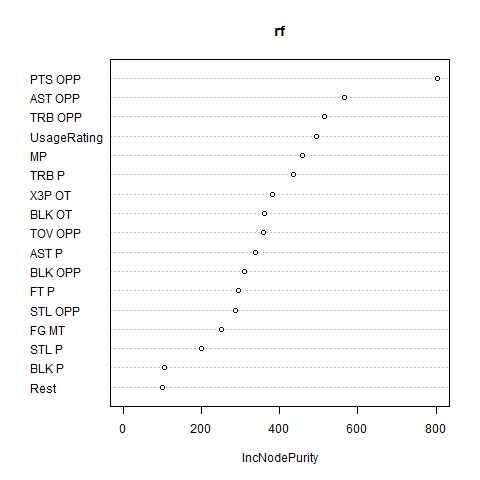 rf
PTS OPP
AST OPP
TRB OPP
UsageRating
MP
TRB P
X3P OT
BLK OT
TOV OPP
AST P
BLK OPP
FT P
STL OPP
FG MT
STL P
BLK P
Rest
0 200 400 600 800
IncNodePurity